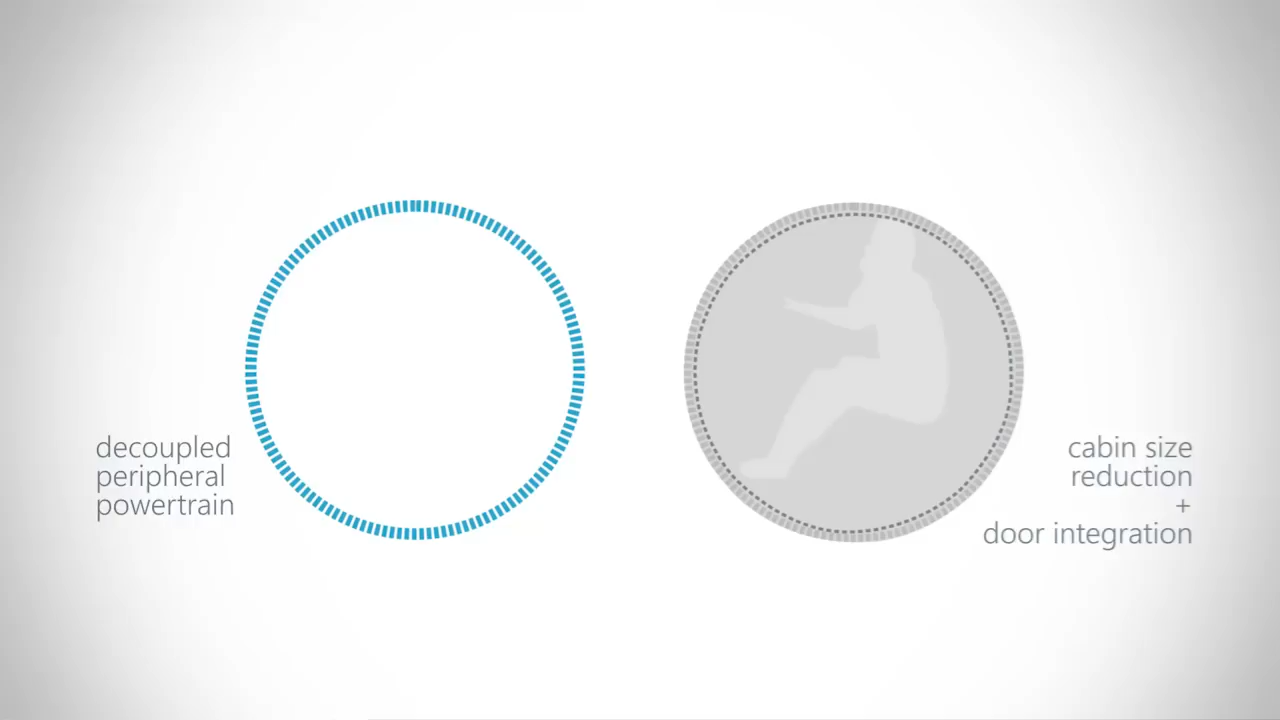 decoupled
peripheral
powertrain
cabin size
reduction
+
door integration